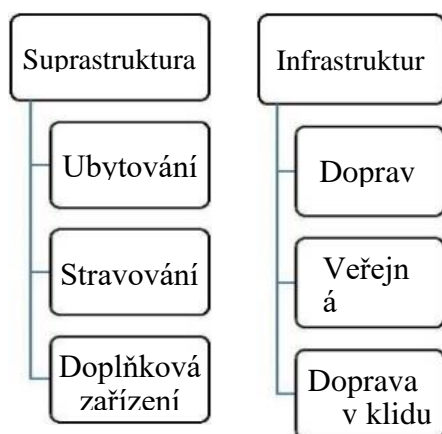 Suprastruktura
Ubytování
Stravování
Doplňková
zařízení
Infrastruktur
Doprav
Veřejn
á
Doprava
v klidu